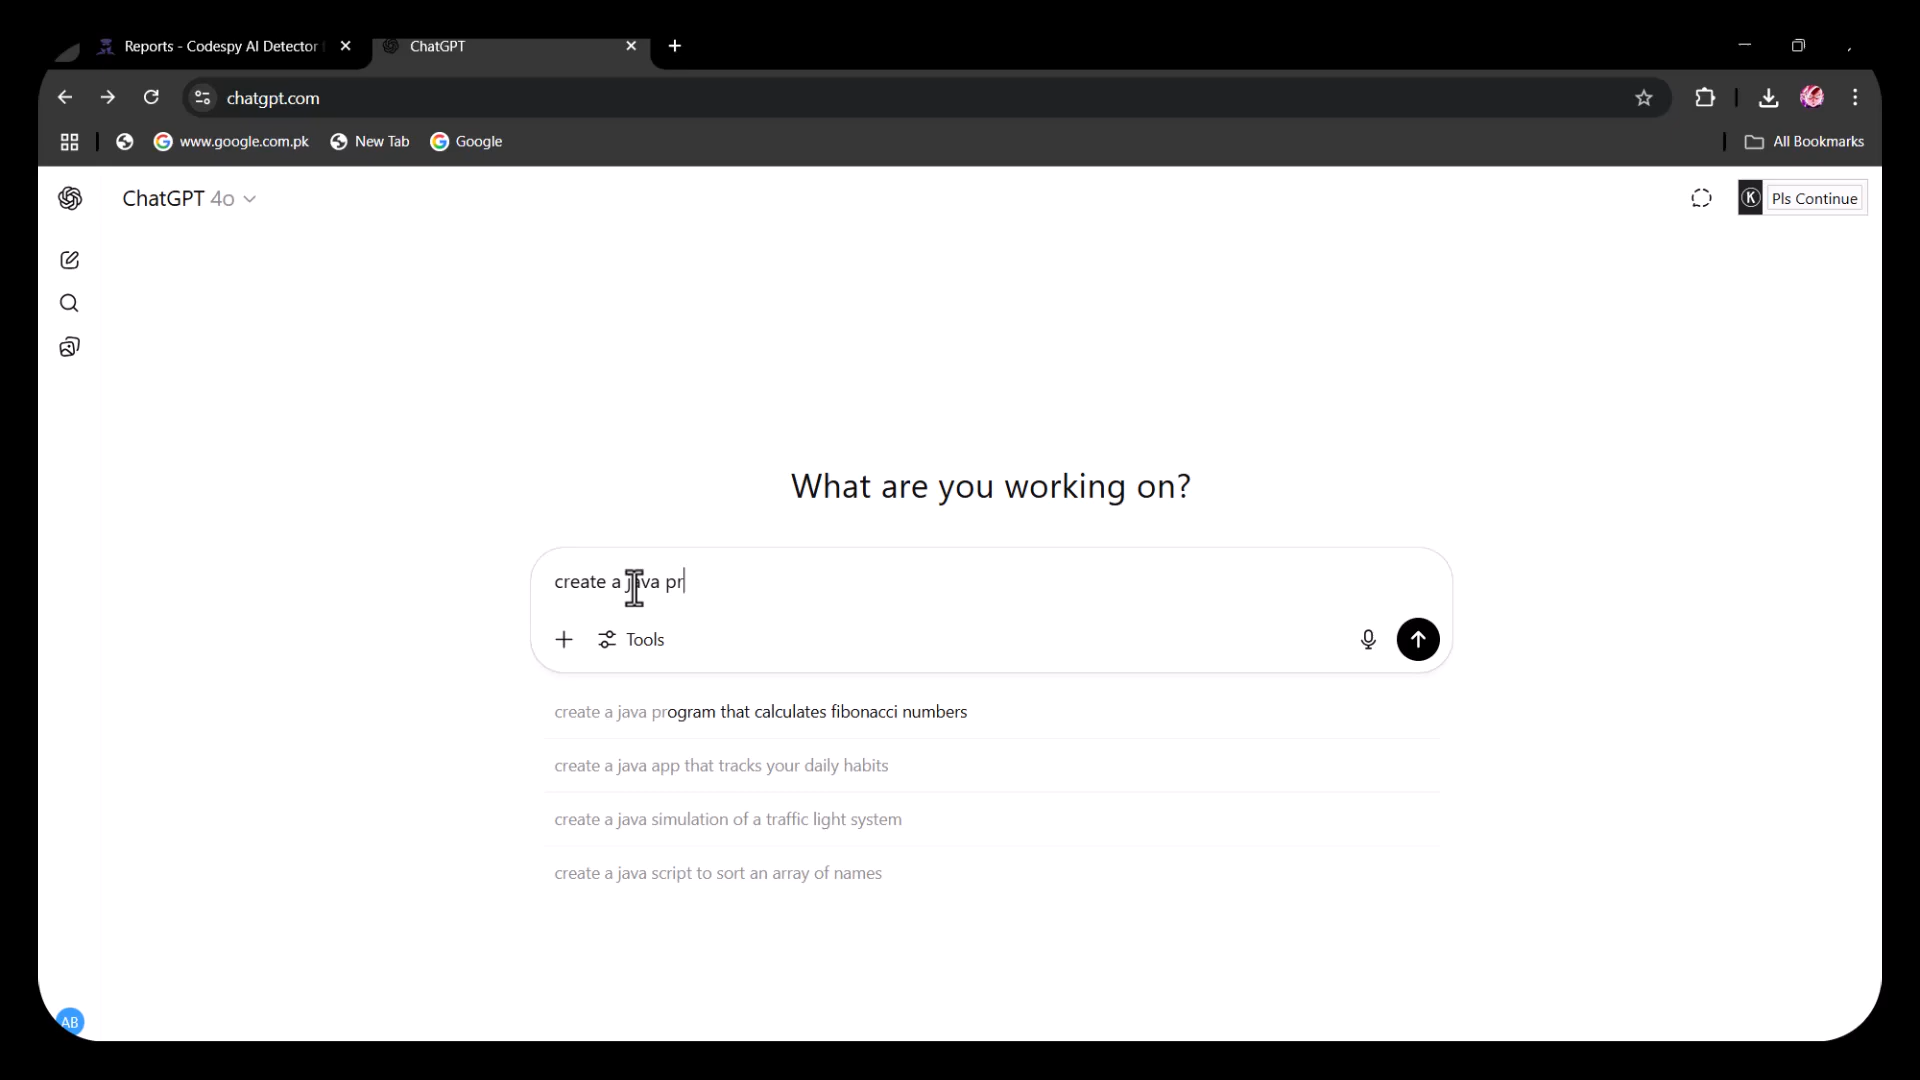 Reports - Codespy AI Detector
ChatGPT
chatgpt.com
www.google.com.pk
New Tab
Google
All Bookmarks
ChatGPT 4o
K
Pls Continue
What are you working on?
create a java pr
Tools
create a java program that calculates fibonacci numbers
create a java app that tracks your daily habits
create a java simulation of a traffic light system
create a java script to sort an array of names
AB